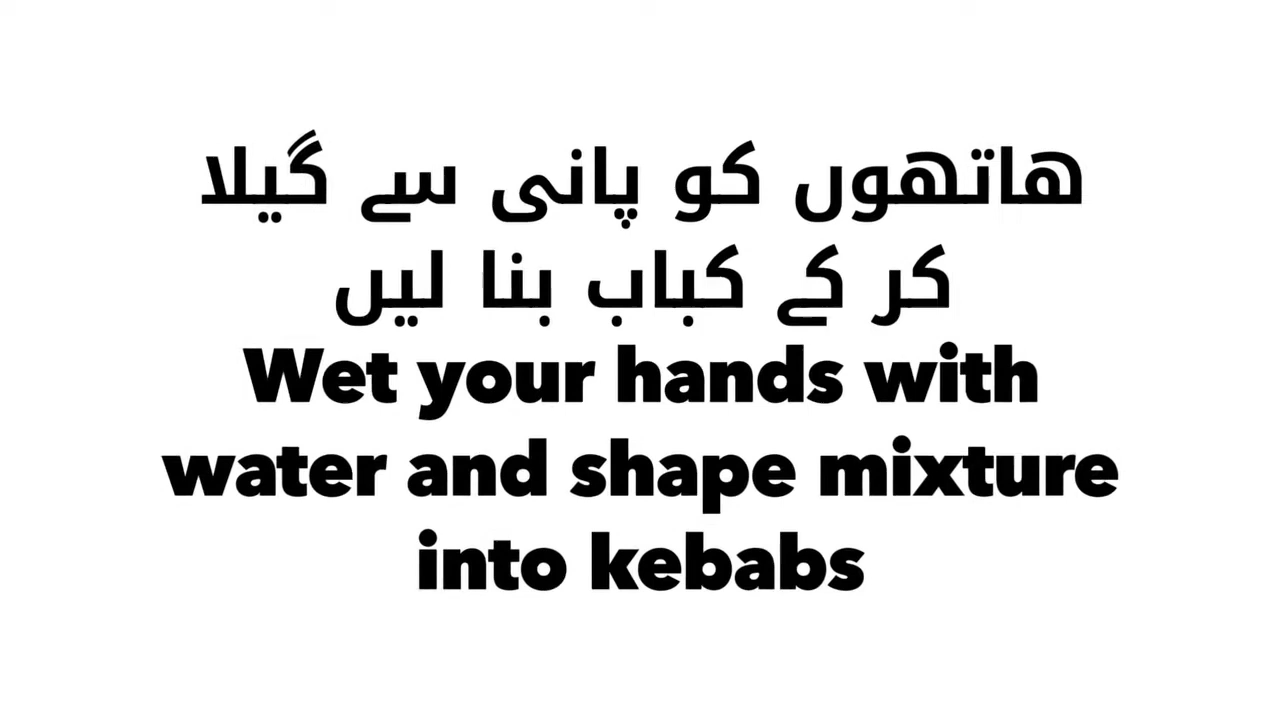 ھاتھوں کو پانی سے گیلا
کر کے کباب بنا لیں
Wet your hands with
water and shape mixture
into kebabs